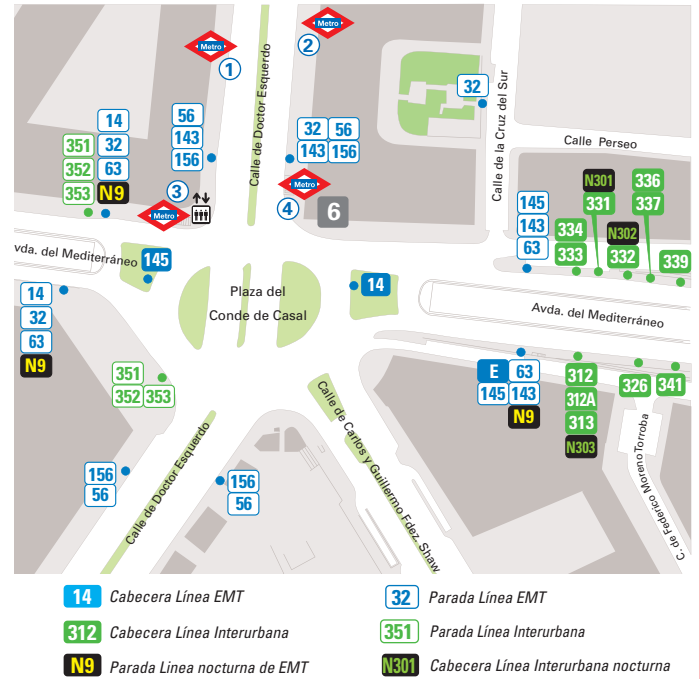 Metro
1
Metro
2
Calle de Doctor Esquerdo
32
Calle de la Cruz del Sur
Calle Perseo
14
32
63
N9
351
352
353
56
143
156
32 56
143 156
3
Metro
Metro
4
6
145
143
63
334
333
N301
331
N302
332
336
337
339
Avda. del Mediterráneo
145
Plaza del
Conde de Casal
14
Avda. del Mediterráneo
14
32
63
N9
351
352 353
E 63
145 143
N9
312
312A
313
N303
326
341
156
56
Calle de Doctor Esquerdo
156
56
Calle de Carlos y Guillermo Fdez. Shaw
C. de Federico Moreno Torroba
14 Cabecera Línea EMT
32 Parada Línea EMT
312 Cabecera Línea Interurbana
351 Parada Línea Interurbana
N9 Parada Línea nocturna de EMT
N301 Cabecera Línea Interurbana nocturna